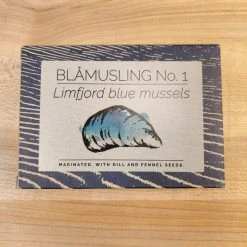 BLÅMUSLING No. 1
Limfjord blue mussels
MARINATED, WITH DILL AND FENNEL SEEDS.